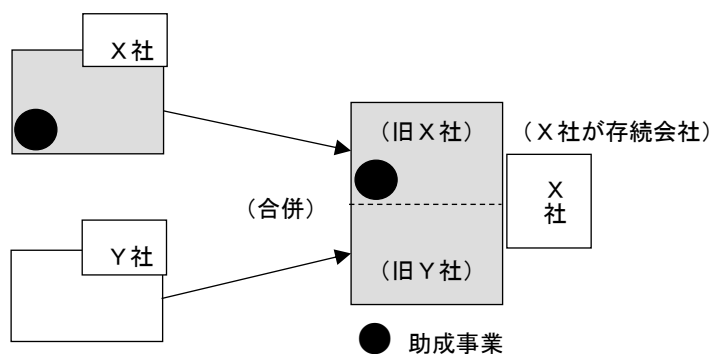 X社
(旧X社)
(X社が存続会社)
(合併)
X
社
Y社
(旧Y社)
助成事業